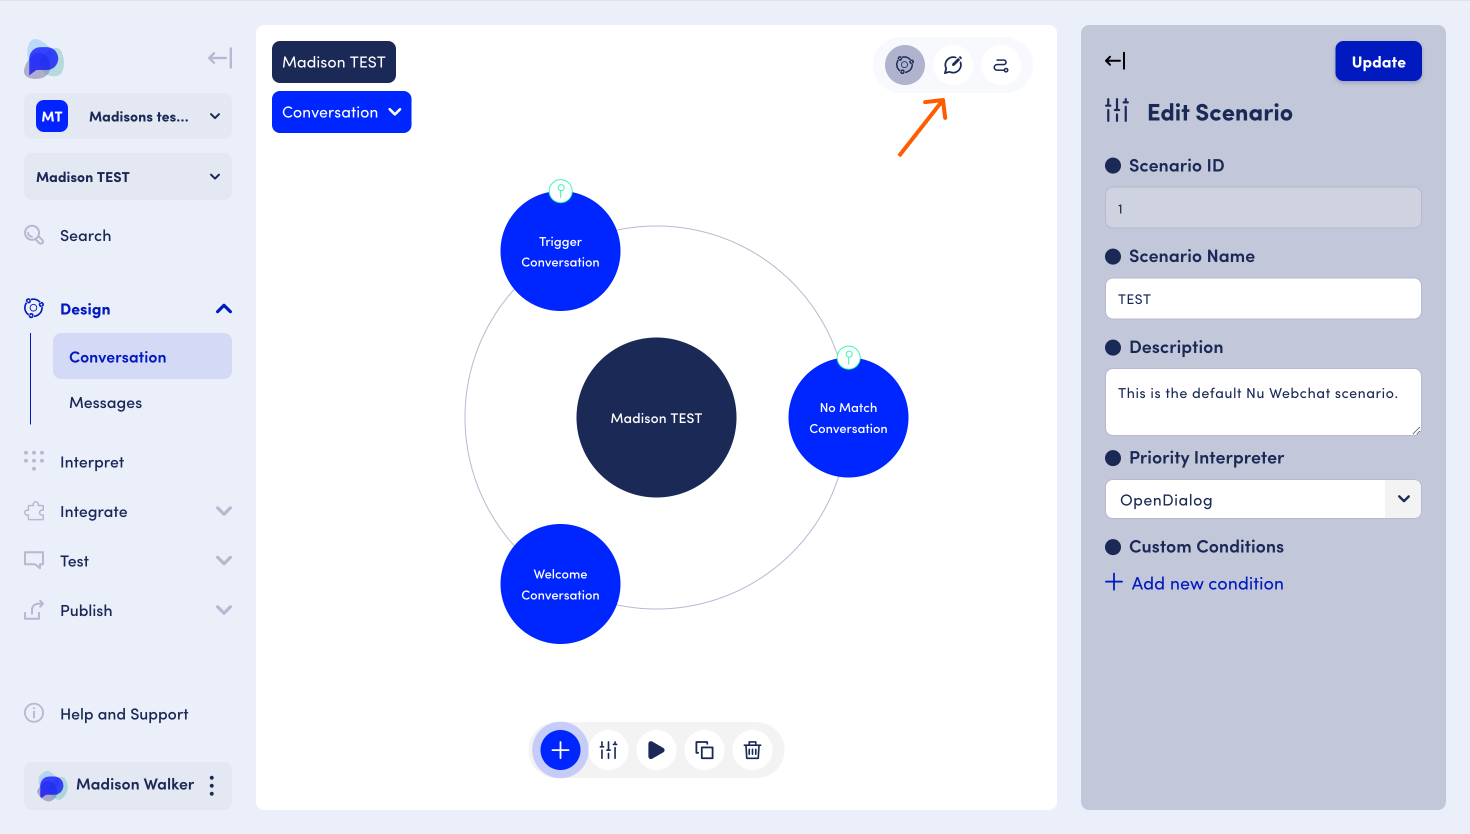 MT
Madisons tes...
Madison TEST
Search
Design
Conversation
Messages
Interpret
Integrate
Test
Publish
Help and Support
Madison Walker
Madison TEST
Conversation
Trigger
Conversation
No Match
Conversation
Madison TEST
Welcome
Conversation
Update
Edit Scenario
Scenario ID
1
Scenario Name
TEST
Description
This is the default Nu Webchat scenario.
Priority Interpreter
OpenDialog
Custom Conditions
Add new condition